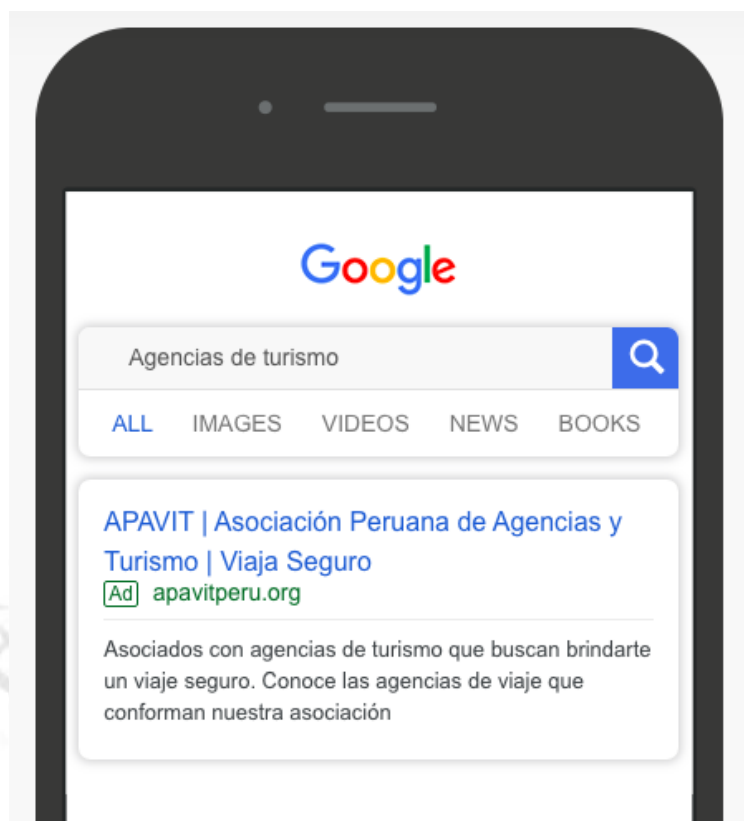 Google
Agencias de turismo
ALL IMAGES VIDEOS NEWS BOOKS
APAVIT | Asociación Peruana de Agencias y
Turismo | Viaja Seguro
Ad apavitperu.org
Asociados con agencias de turismo que buscan brindarte
un viaje seguro. Conoce las agencias de viaje que
conforman nuestra asociación